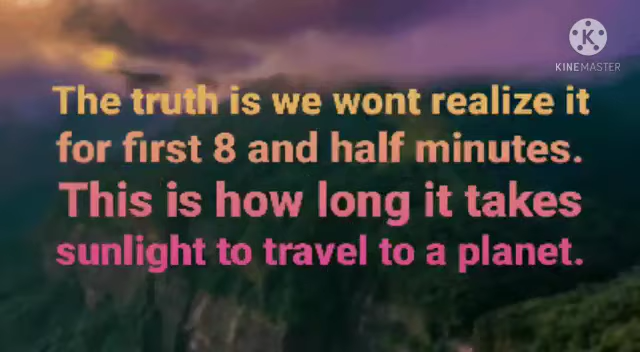 KINEMASTER
The truth is we wont realize it
for first 8 and half minutes.
This is how long it takes
sunlight to travel to a planet.